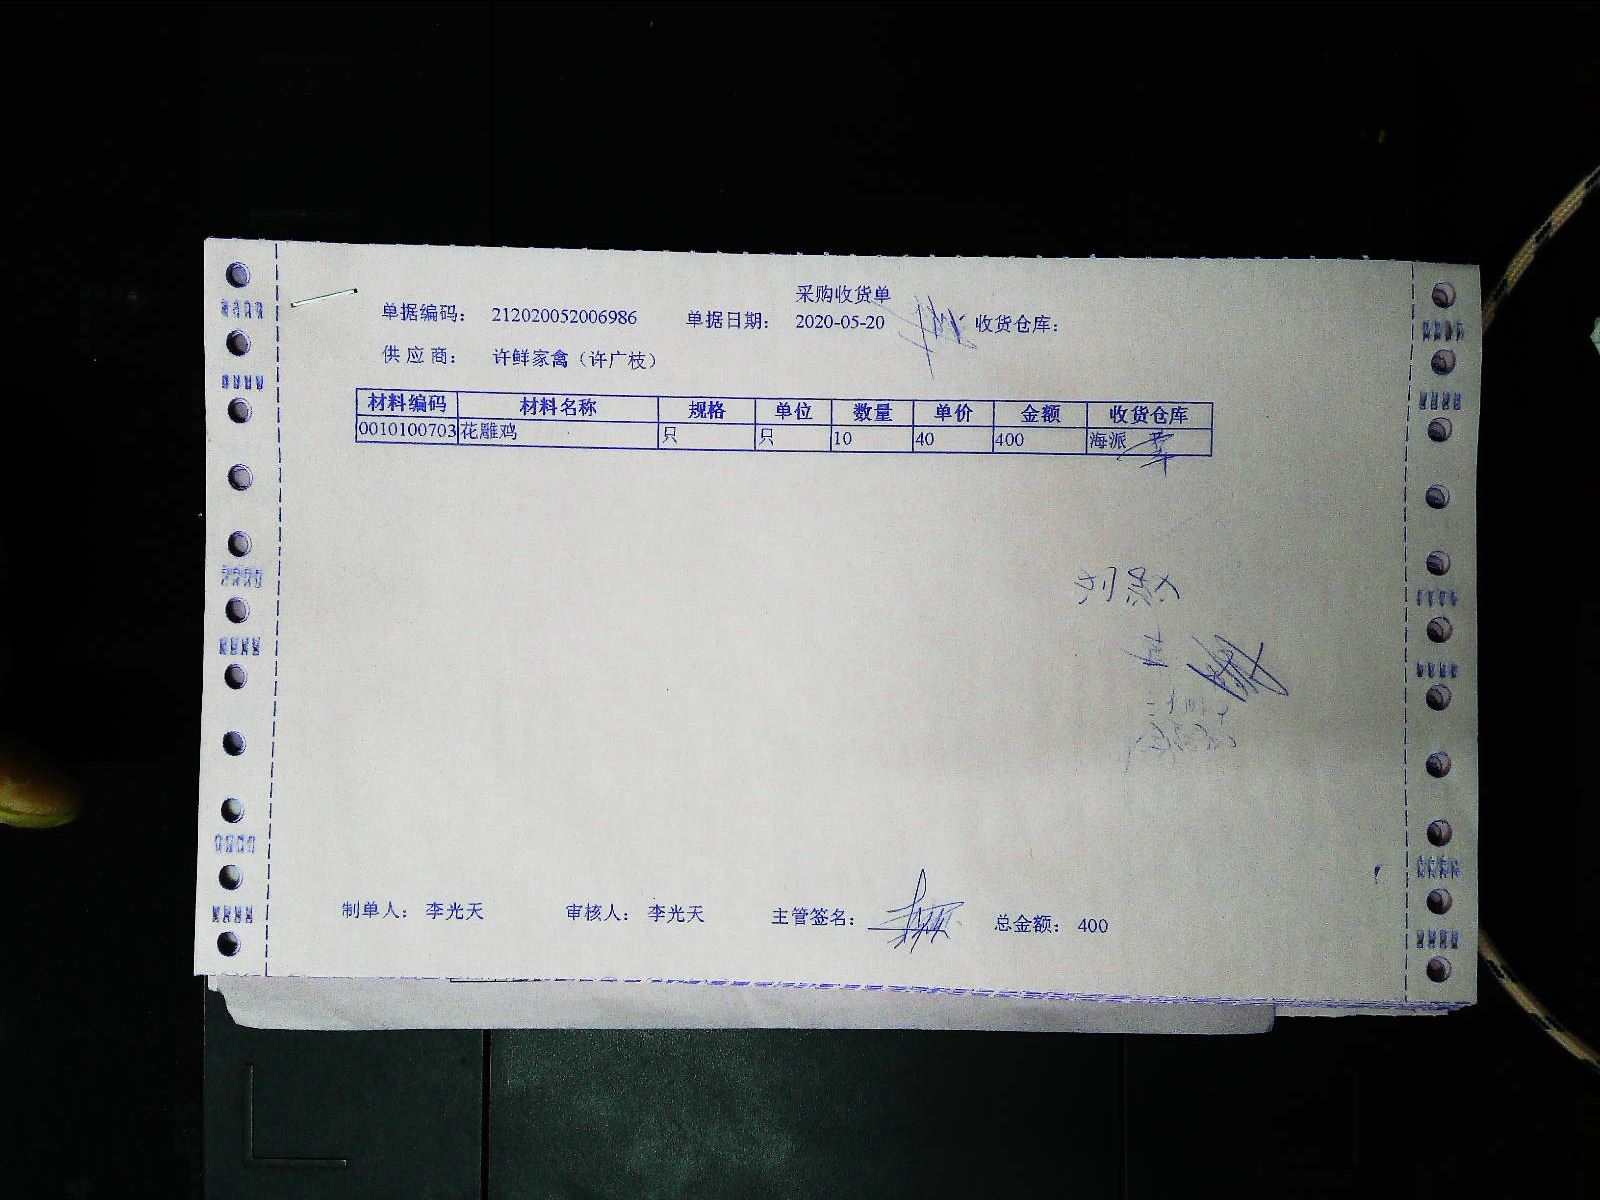 采购收货单
单据编码： 212020052006986 单据日期： 2020-05-20 收货仓库：
供应商： 许鲜家禽（许广枝）
材料编码 材料名称 规格 单位 数量 单价 金额 收货仓库
0010100703 花雕鸡 只 只 10 40 400 海派
制单人： 李光天 审核人： 李光天 主管签名： 总金额： 400